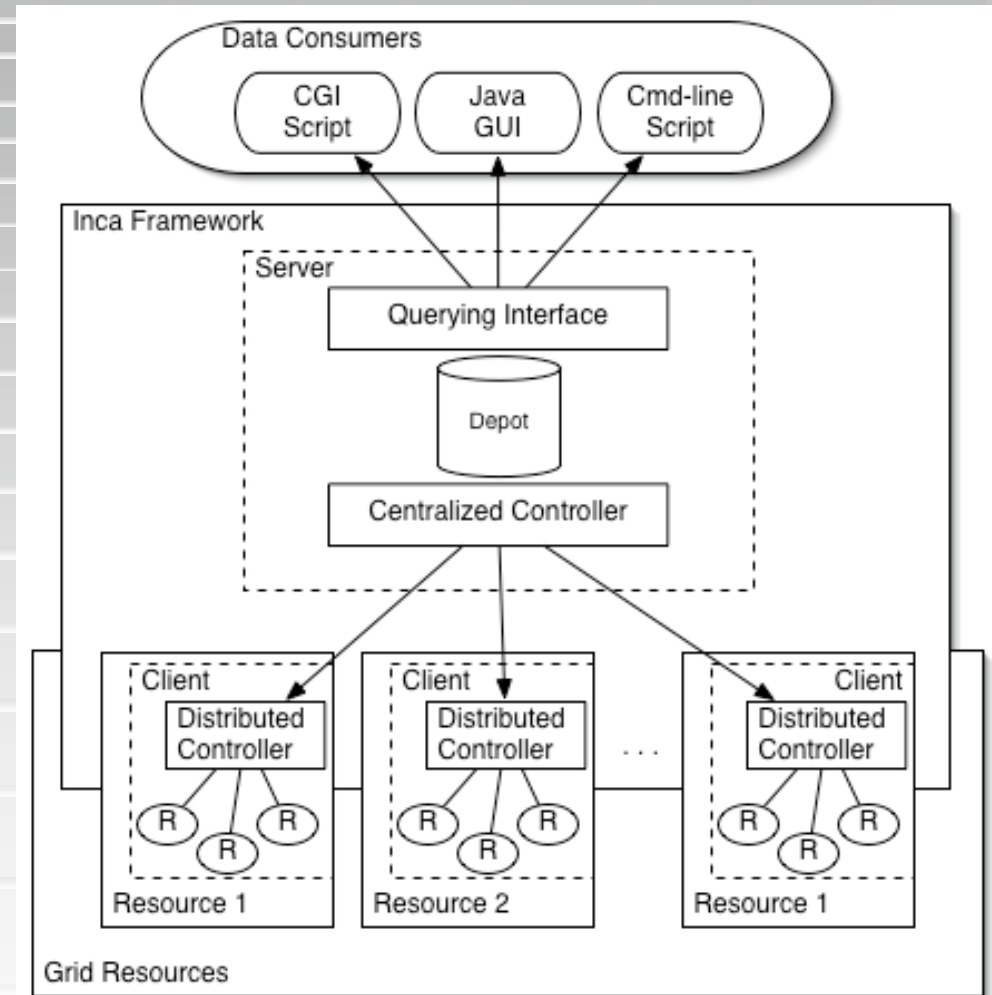 Data Consumers
CGI
Script
Java
GUI
Cmd-line
Script
Inca Framework
Server
Querying Interface
Depot
Centralized Controller
Client
Distributed
Controller
R
R
R
Resource 1
Client
Distributed
Controller
R
R
R
Resource 2
. . .
Client
Distributed
Controller
R
R
R
Resource 1
Grid Resources